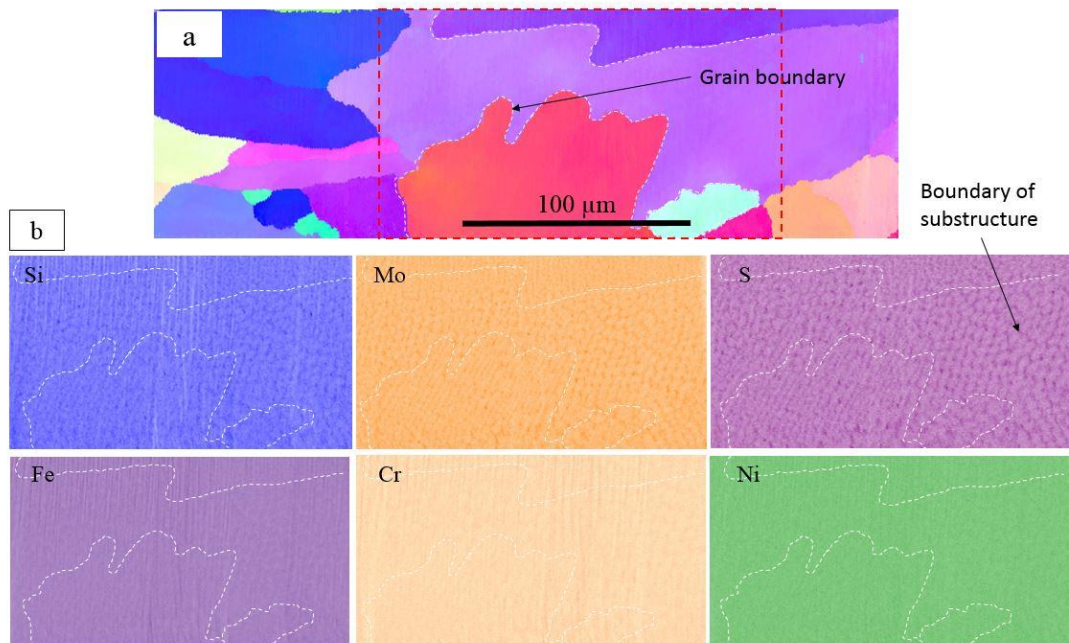 a
Grain boundary
100 µm
Boundary of
substructure
b
Si
Mo
S
Fe
Cr
Ni